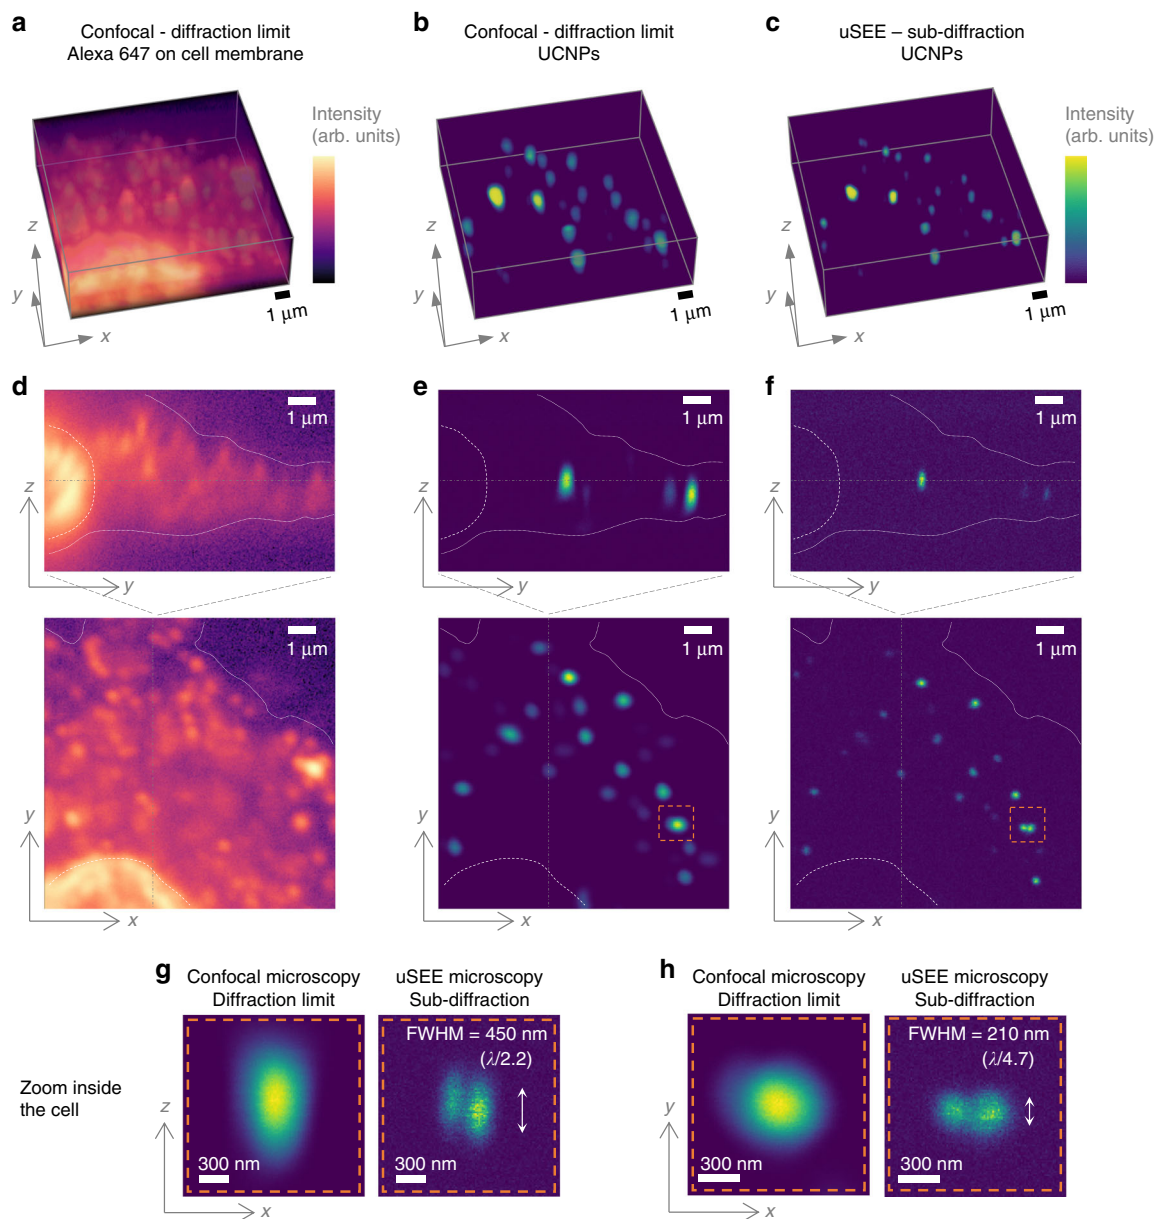 a
Confocal - diffraction limit
Alexa 647 on cell membrane
Intensity
(arb. units)
z
y
x
1 μm
b
Confocal - diffraction limit
UCNPs
z
y
x
1 μm
c
uSEE – sub-diffraction
UCNPs
Intensity
(arb. units)
z
y
x
1 μm
d
1 μm
z
y
1 μm
y
x
e
1 μm
z
y
1 μm
y
x
f
1 μm
z
y
1 μm
y
x
Zoom inside
the cell
g
Confocal microscopy
Diffraction limit
uSEE microscopy
Sub-diffraction
FWHM = 450 nm
(λ/2.2)
z
300 nm
300 nm
x
h
Confocal microscopy
Diffraction limit
uSEE microscopy
Sub-diffraction
FWHM = 210 nm
(λ/4.7)
y
300 nm
300 nm
x